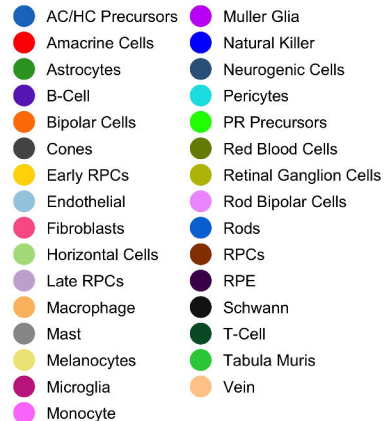 AC/HC Precursors
Amacrine Cells
Astrocytes
B-Cell
Bipolar Cells
Cones
Early RPCs
Endothelial
Fibroblasts
Horizontal Cells
Late RPCs
Macrophage
Mast
Melanocytes
Microglia
Monocyte
Muller Glia
Natural Killer
Neurogenic Cells
Pericytes
PR Precursors
Red Blood Cells
Retinal Ganglion Cells
Rod Bipolar Cells
Rods
RPCs
RPE
Schwann
T-Cell
Tabula Muris
Vein